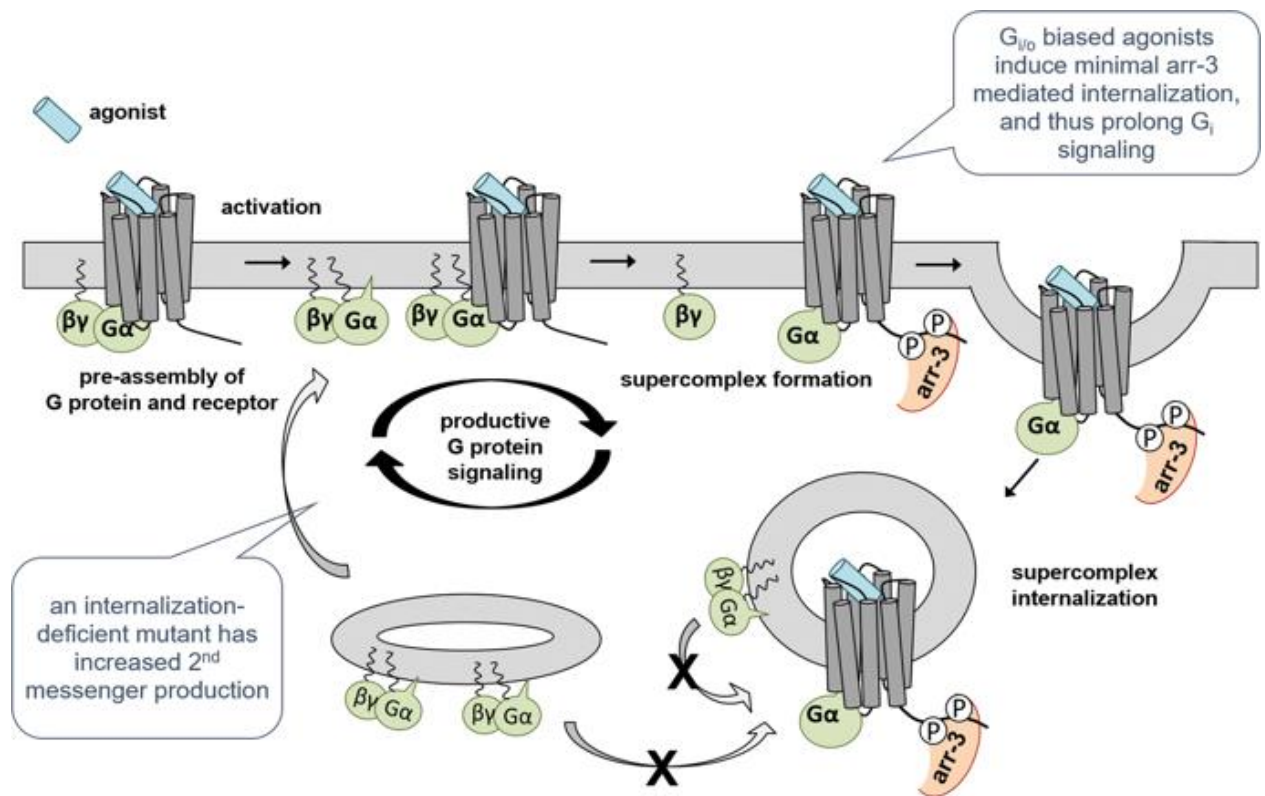 G_i/o biased agonists
induce minimal arr-3
mediated internalization,
and thus prolong G_i
signaling
agonist
activation
βγ
Gα
βγ
Gα
βγ
Gα
βγ
Gα
P
P
arr-3
pre-assembly of
G protein and receptor
supercomplex formation
productive
G protein
signaling
Gα
P
P
arr-3
an internalization-
deficient mutant has
increased 2nd
messenger production
βγ
Gα
supercomplex
internalization
X
βγ
Gα
βγ
Gα
Gα
P
P
arr-3
X